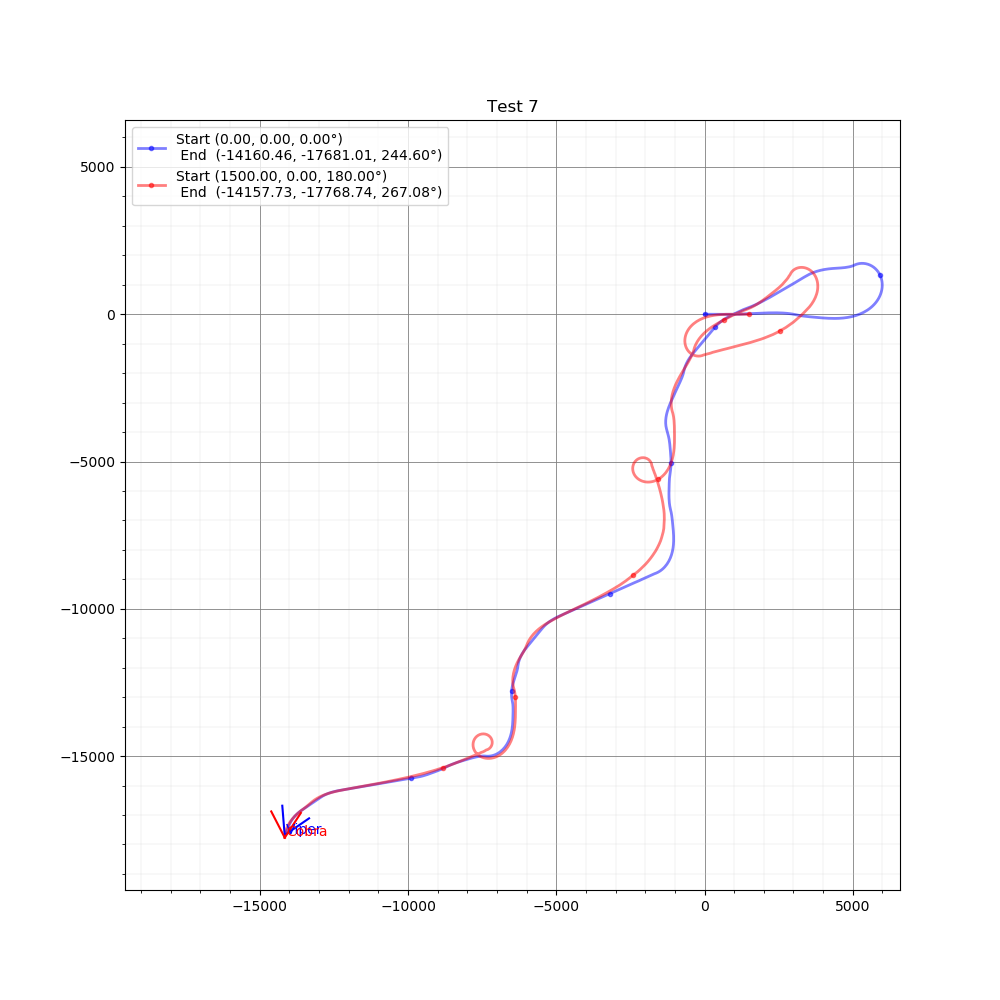 Test 7
Start (0.00, 0.00, 0.00°)
End  (-14160.46, -17681.01, 244.60°)
Start (1500.00, 0.00, 180.00°)
End  (-14157.73, -17768.74, 267.08°)
5000
0
−5000
−10000
−15000
−15000 −10000 −5000 0 5000